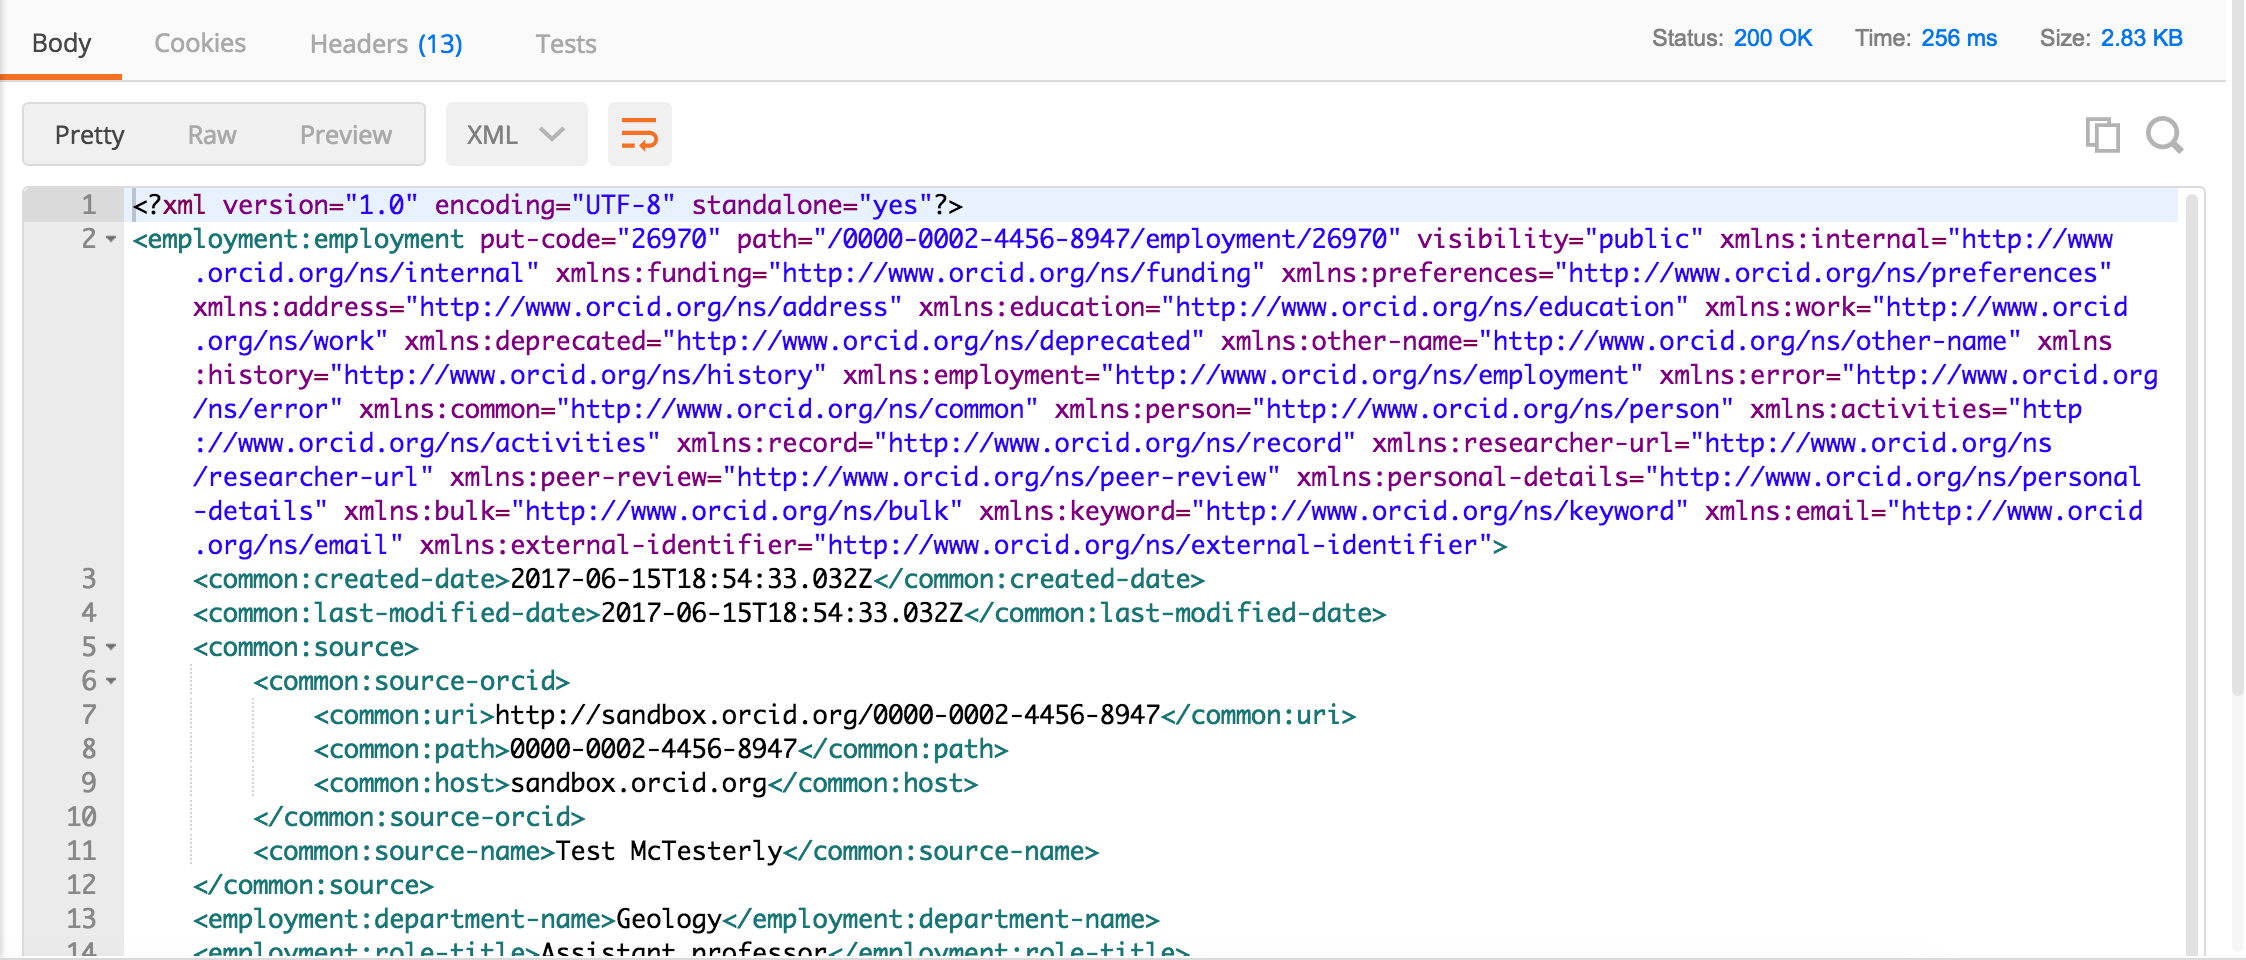 Body Cookies Headers (13) Tests Status: 200 OK Time: 256 ms Size: 2.83 KB
Pretty Raw Preview XML
1 <?xml version="1.0" encoding="UTF-8" standalone="yes"?>
2 <employment:employment put-code="26970" path="/0000-0002-4456-8947/employment/26970" visibility="public" xmlns:internal="http://www
.orcid.org/ns/internal" xmlns:funding="http://www.orcid.org/ns/funding" xmlns:preferences="http://www.orcid.org/ns/preferences"
xmlns:address="http://www.orcid.org/ns/address" xmlns:education="http://www.orcid.org/ns/education" xmlns:work="http://www.orcid
.org/ns/work" xmlns:deprecated="http://www.orcid.org/ns/deprecated" xmlns:other-name="http://www.orcid.org/ns/other-name" xmlns
:history="http://www.orcid.org/ns/history" xmlns:employment="http://www.orcid.org/ns/employment" xmlns:error="http://www.orcid.org
/ns/error" xmlns:common="http://www.orcid.org/ns/common" xmlns:person="http://www.orcid.org/ns/person" xmlns:activities="http
://www.orcid.org/ns/activities" xmlns:record="http://www.orcid.org/ns/record" xmlns:researcher-url="http://www.orcid.org/ns
/researcher-url" xmlns:peer-review="http://www.orcid.org/ns/peer-review" xmlns:personal-details="http://www.orcid.org/ns/personal
-details" xmlns:bulk="http://www.orcid.org/ns/bulk" xmlns:keyword="http://www.orcid.org/ns/keyword" xmlns:email="http://www.orcid
.org/ns/email" xmlns:external-identifier="http://www.orcid.org/ns/external-identifier">
3 <common:created-date>2017-06-15T18:54:33.032Z</common:created-date>
4 <common:last-modified-date>2017-06-15T18:54:33.032Z</common:last-modified-date>
5 <common:source>
6 <common:source-orcid>
7 <common:uri>http://sandbox.orcid.org/0000-0002-4456-8947</common:uri>
8 <common:path>0000-0002-4456-8947</common:path>
9 <common:host>sandbox.orcid.org</common:host>
10 </common:source-orcid>
11 <common:source-name>Test McTesterly</common:source-name>
12 </common:source>
13 <employment:department-name>Geology</employment:department-name>
14 <employment:role-title>Assistant professor</employment:role-title>